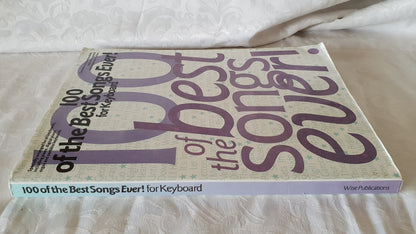 100
of the Best Songs Ever!
for Keyboard
100
of
the
best
songs
ever!
100 of the Best Songs Ever! for Keyboard
Wise Publications